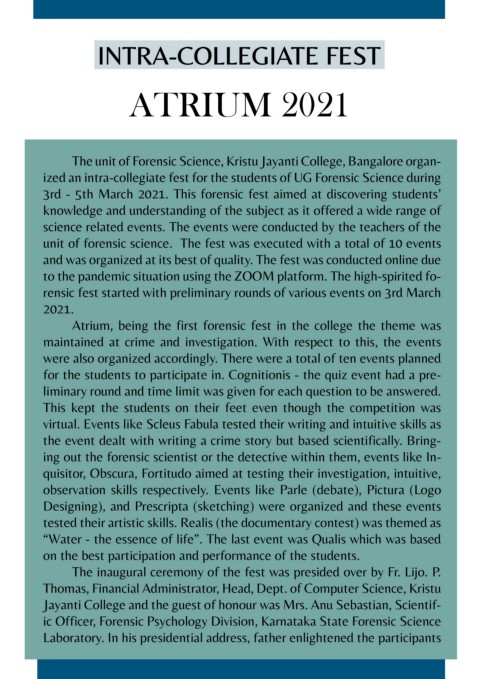 INTRA-COLLEGIATE FEST
ATRIUM 2021
The unit of Forensic Science, Kristu Jayanti College, Bangalore organ-
ized an intra-collegiate fest for the students of UG Forensic Science during
3rd - 5th March 2021. This forensic fest aimed at discovering students’
knowledge and understanding of the subject as it offered a wide range of
science related events. The events were conducted by the teachers of the
unit of forensic science. The fest was executed with a total of 10 events
and was organized at its best of quality. The fest was conducted online due
to the pandemic situation using the ZOOM platform. The high-spirited fo-
rensic fest started with preliminary rounds of various events on 3rd March
2021.
Atrium, being the first forensic fest in the college the theme was
maintained at crime and investigation. With respect to this, the events
were also organized accordingly. There were a total of ten events planned
for the students to participate in. Cognitionis - the quiz event had a pre-
liminary round and time limit was given for each question to be answered.
This kept the students on their feet even though the competition was
virtual. Events like Scleus Fabula tested their writing and intuitive skills as
the event dealt with writing a crime story but based scientifically. Bring-
ing out the forensic scientist or the detective within them, events like In-
quisitor, Obscura, Fortitudo aimed at testing their investigation, intuitive,
observation skills respectively. Events like Parle (debate), Pictura (Logo
Designing), and Prescripta (sketching) were organized and these events
tested their artistic skills. Realis (the documentary contest) was themed as
“Water - the essence of life”. The last event was Qualis which was based
on the best participation and performance of the students.
The inaugural ceremony of the fest was presided over by Fr. Lijo. P.
Thomas, Financial Administrator, Head, Dept. of Computer Science, Kristu
Jayanti College and the guest of honour was Mrs. Anu Sebastian, Scientif-
ic Officer, Forensic Psychology Division, Karnataka State Forensic Science
Laboratory. In his presidential address, father enlightened the participants